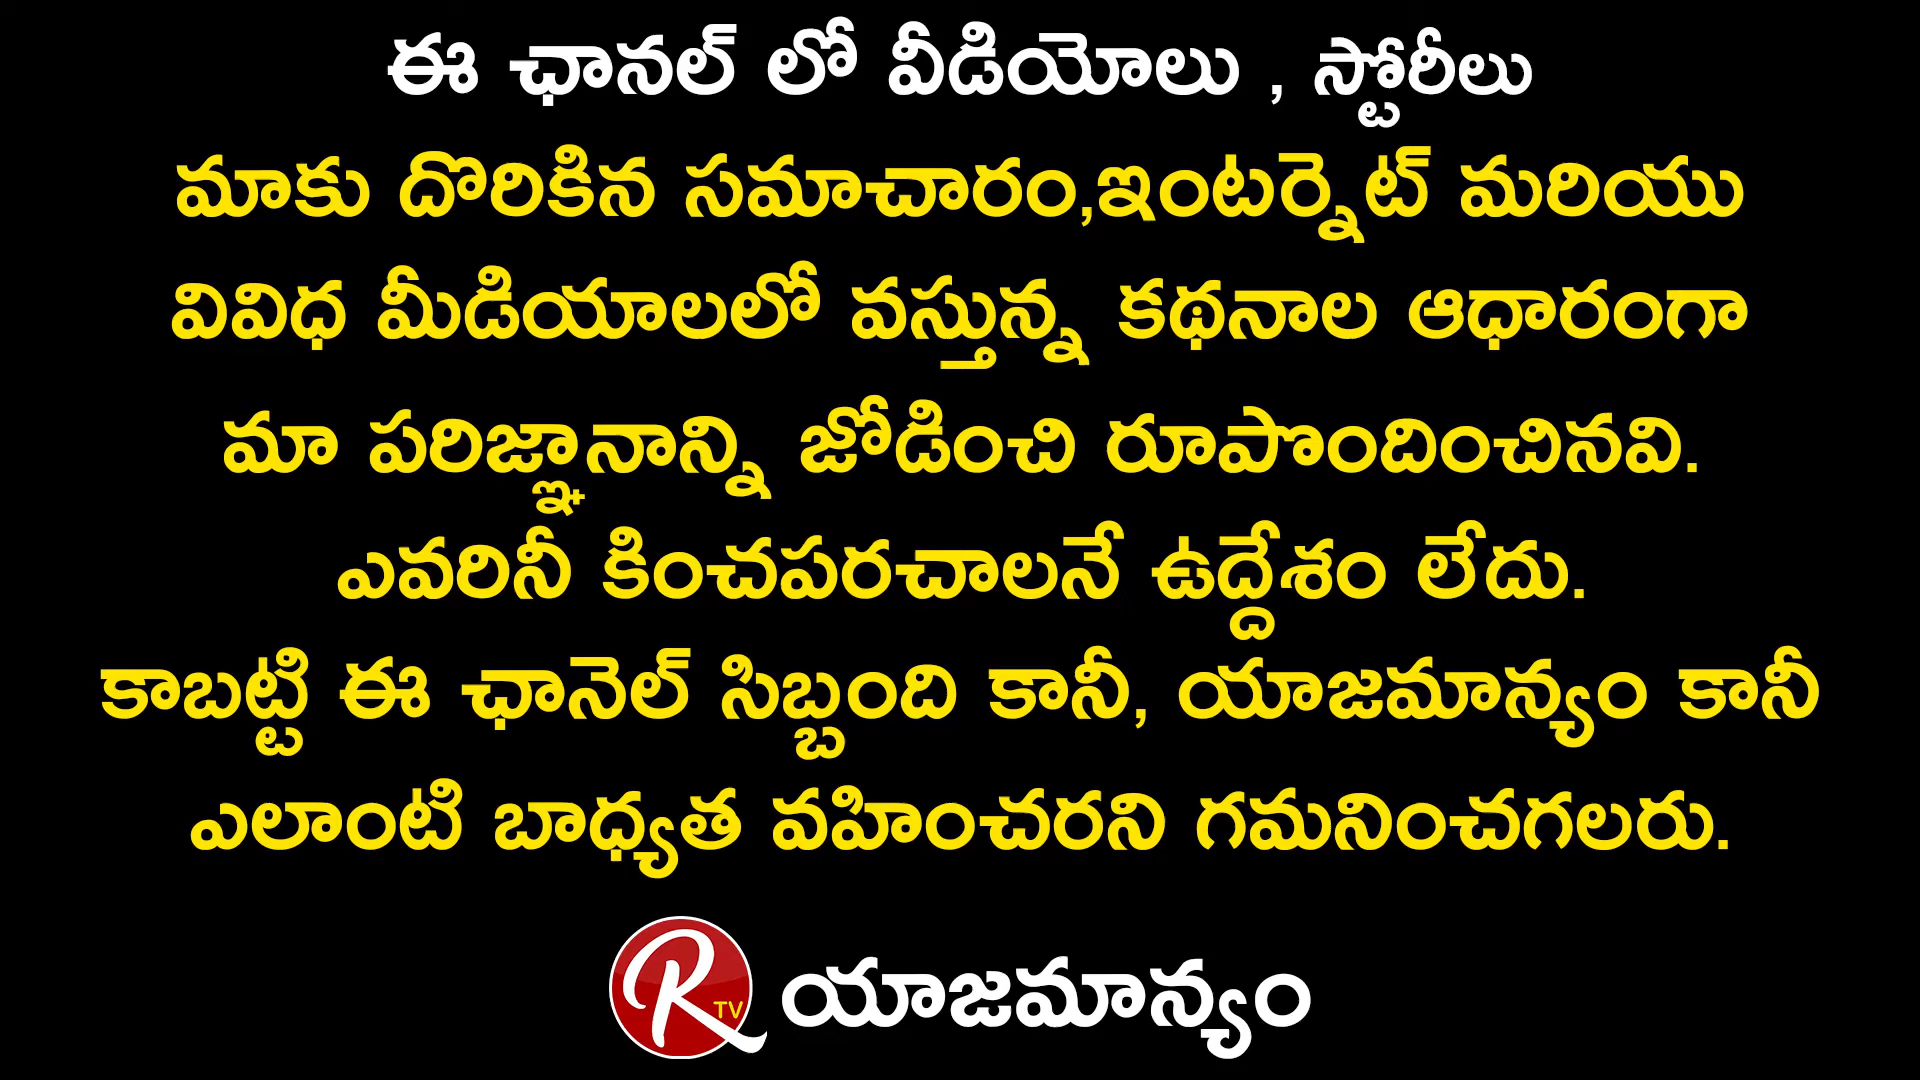 ఈ ఛానల్ లో వీడియోలు , స్టోరీలు
మాకు దొరికిన సమాచారం,ఇంటర్నెట్ మరియు
వివిధ మీడియాలలో వస్తున్న కథనాల ఆధారంగా
మా పరిజ్ఞానాన్ని జోడించి రూపొందించినవి.
ఎవరినీ కించపరచాలనే ఉద్దేశం లేదు.
కాబట్టి ఈ ఛానెల్ సిబ్బంది కానీ, యాజమాన్యం కానీ
ఎలాంటి బాధ్యత వహించరని గమనించగలరు.
R TV యాజమాన్యం